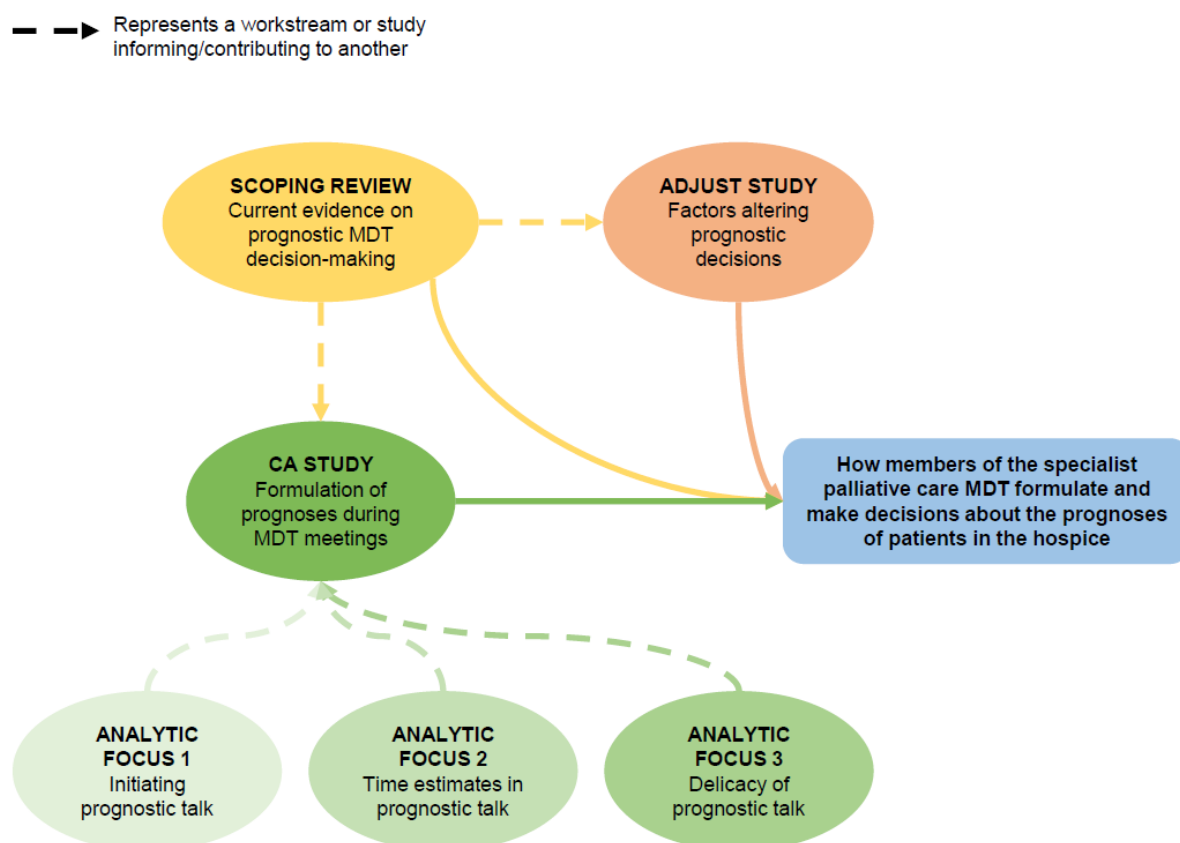 Represents a workstream or study
informing/contributing to another
SCOPING REVIEW
Current evidence on
prognostic MDT
decision-making
ADJUST STUDY
Factors altering
prognostic
decisions
CA STUDY
Formulation of
prognoses during
MDT meetings
How members of the specialist
palliative care MDT formulate and
make decisions about the prognoses
of patients in the hospice
ANALYTIC
FOCUS 1
Initiating
prognostic talk
ANALYTIC
FOCUS 2
Time estimates in
prognostic talk
ANALYTIC
FOCUS 3
Delicacy of
prognostic talk